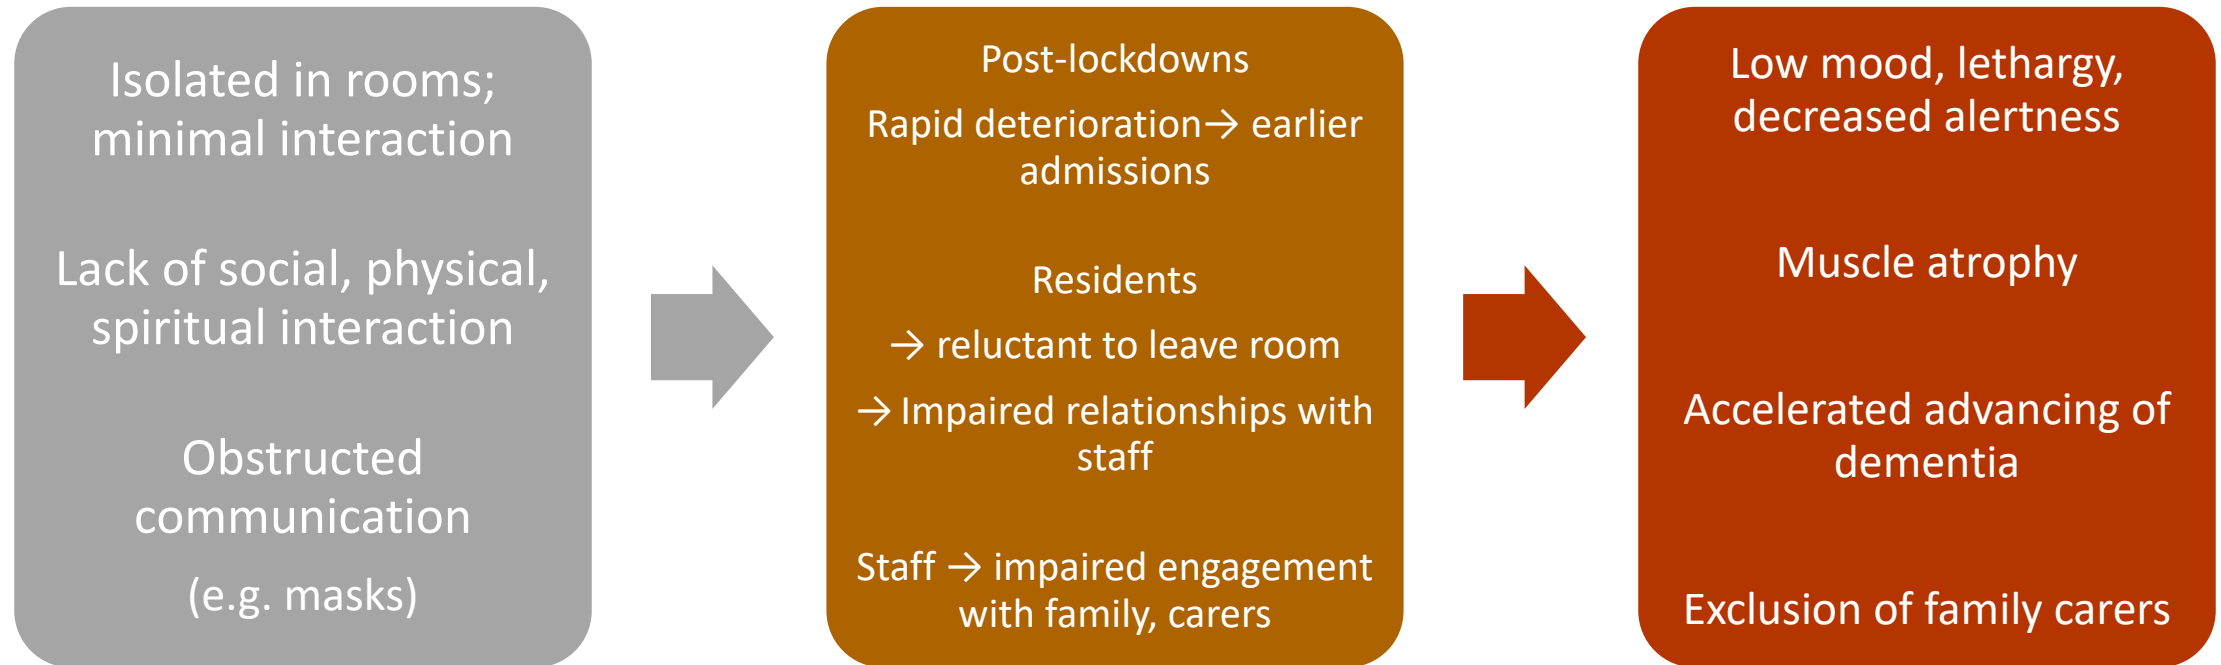 Isolated in rooms;
minimal interaction
Lack of social, physical,
spiritual interaction
Obstructed
communication
(e.g. masks)
Post-lockdowns
Rapid deterioration→ earlier
admissions
Residents
→ reluctant to leave room
→ Impaired relationships with
staff
Staff → impaired engagement
with family, carers
Low mood, lethargy,
decreased alertness
Muscle atrophy
Accelerated advancing of
dementia
Exclusion of family carers